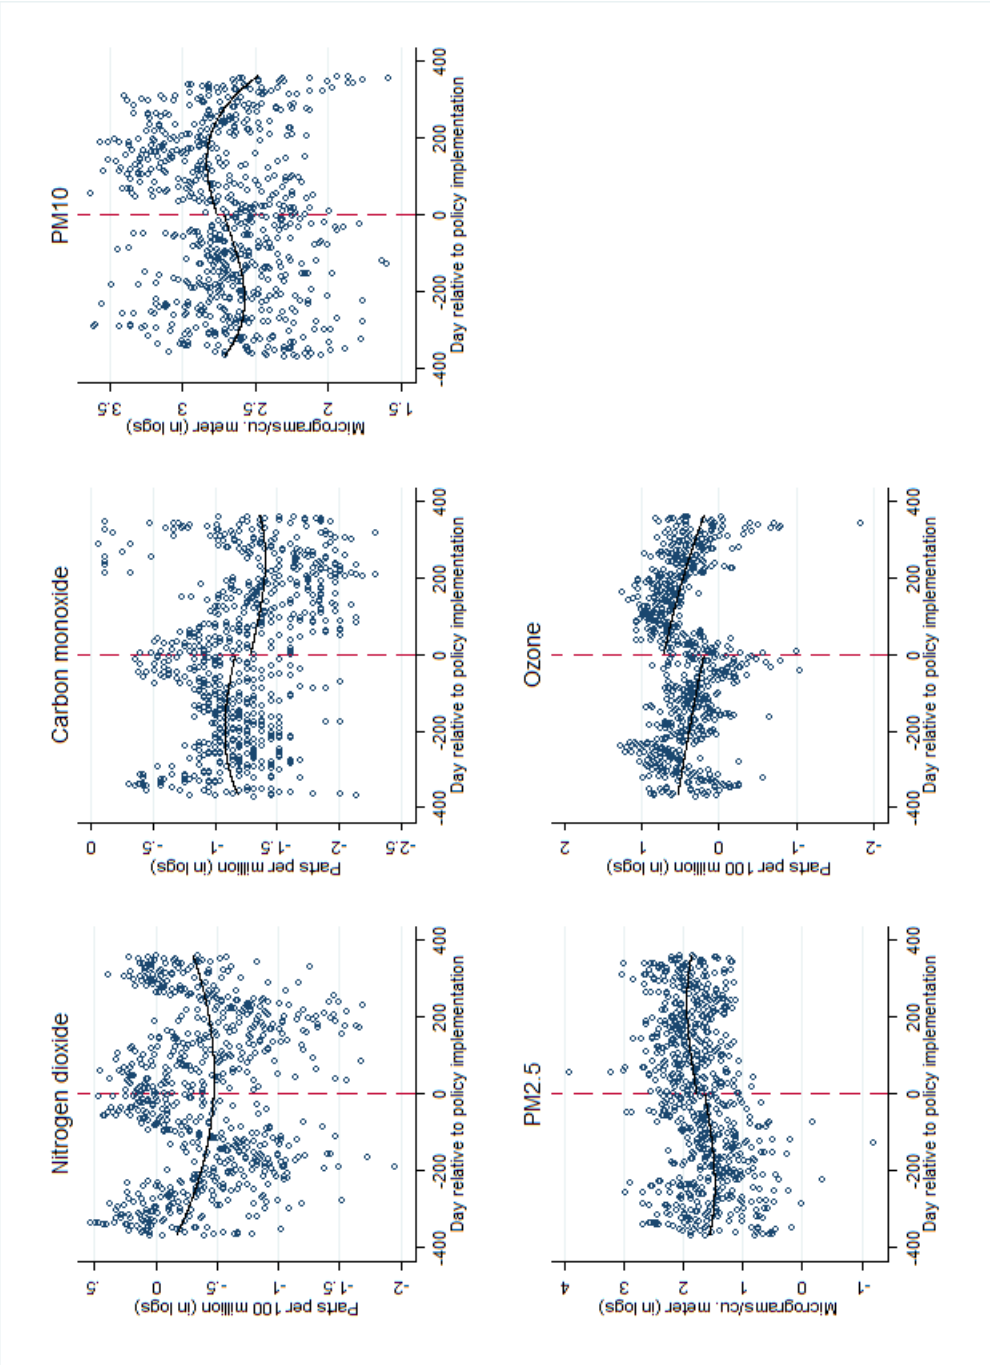 Nitrogen dioxide
Parts per 100 million (in logs)
.5
0
-.5
-1
-1.5
-2
-400 -200 0 200 400
Day relative to policy implementation
Carbon monoxide
Parts per million (in logs)
0
-.5
-1
-1.5
-2
-2.5
-400 -200 0 200 400
Day relative to policy implementation
PM10
Micrograms/cu. meter (in logs)
3.5
3
2.5
2
1.5
-400 -200 0 200 400
Day relative to policy implementation
PM2.5
Micrograms/cu. meter (in logs)
4
3
2
1
0
-1
-400 -200 0 200 400
Day relative to policy implementation
Ozone
Parts per 100 million (in logs)
2
1
0
-1
-2
-400 -200 0 200 400
Day relative to policy implementation